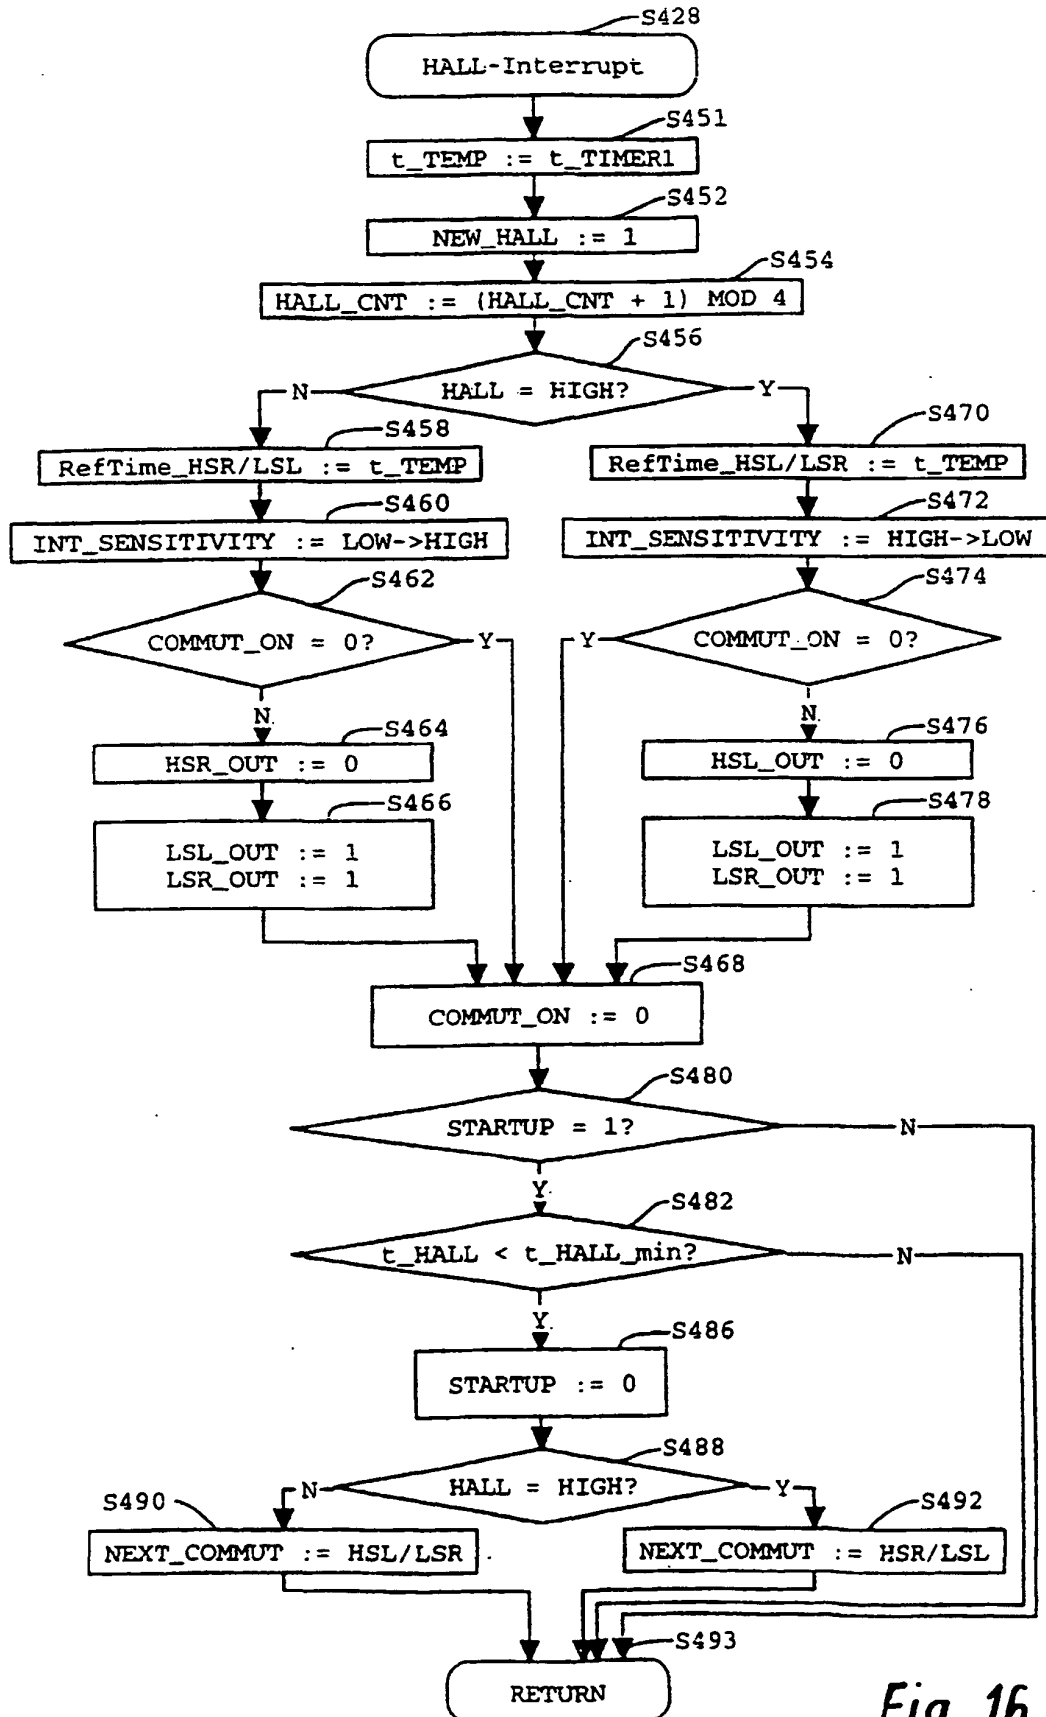 S428
HALL-Interrupt
S451
t_TEMP := t_TIMER1
S452
NEW_HALL := 1
S454
HALL_CNT := (HALL_CNT + 1) MOD 4
S456
N HALL = HIGH? Y
S458 S470
RefTime_HSR/LSL := t_TEMP RefTime_HSL/LSR := t_TEMP
S460 S472
INT_SENSITIVITY := LOW->HIGH INT_SENSITIVITY := HIGH->LOW
S462 S474
COMMUT_ON = 0? Y Y COMMUT_ON = 0?
N N
S464 S476
HSR_OUT := 0 HSL_OUT := 0
S466 S478
LSL_OUT := 1 LSL_OUT := 1
LSR_OUT := 1 LSR_OUT := 1
S468
COMMUT_ON := 0
S480
STARTUP = 1? N
Y
S482
t_HALL < t_HALL_min? N
Y
S486
STARTUP := 0
S488
N HALL = HIGH? Y
S490 S492
NEXT_COMMUT := HSL/LSR NEXT_COMMUT := HSR/LSL
S493
RETURN
Fig. 16